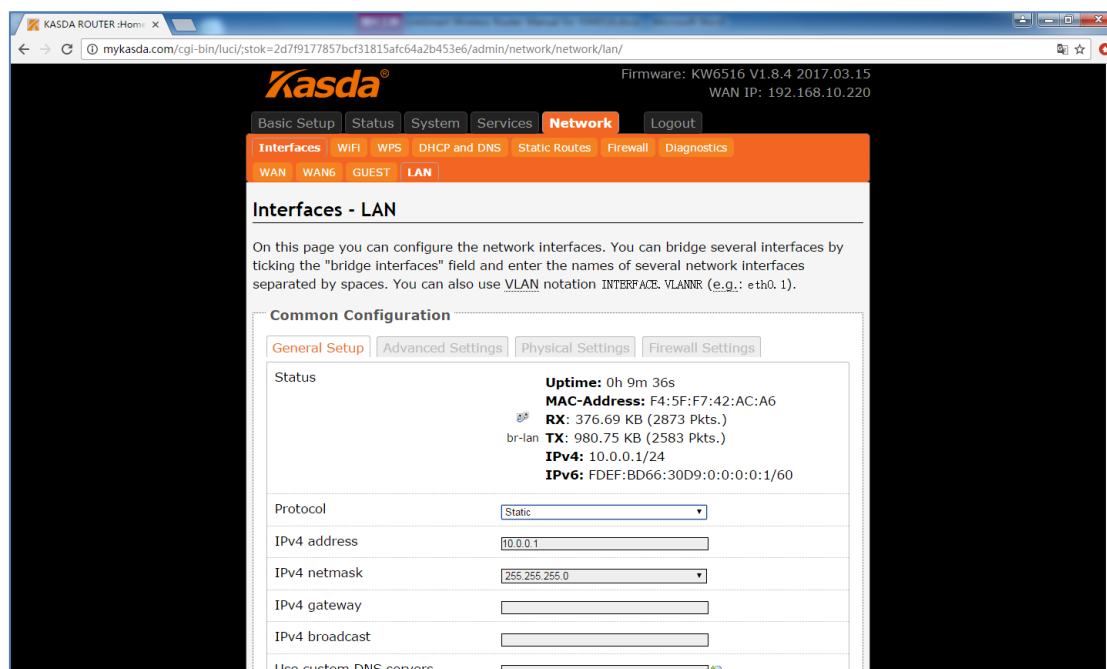 KASDA ROUTER :Home
mykasda.com/cgi-bin/luci/;stok=2d7f9177857bcf31815afc64a2b453e6/admin/network/network/lan/
Kasda®
Firmware: KW6516 V1.8.4 2017.03.15
WAN IP: 192.168.10.220
Basic Setup Status System Services Network Logout
Interfaces WiFi WPS DHCP and DNS Static Routes Firewall Diagnostics
WAN WAN6 GUEST LAN
Interfaces - LAN
On this page you can configure the network interfaces. You can bridge several interfaces by
ticking the "bridge interfaces" field and enter the names of several network interfaces
separated by spaces. You can also use VLAN notation INTERFACE.VLANNR (e.g.: eth0.1).
Common Configuration
General Setup Advanced Settings Physical Settings Firewall Settings
Status
Uptime: 0h 9m 36s
MAC-Address: F4:5F:F7:42:AC:A6
RX: 376.69 KB (2873 Pkts.)
br-lan TX: 980.75 KB (2583 Pkts.)
IPv4: 10.0.0.1/24
IPv6: FDEF:BD66:30D9:0:0:0:0:1/60
Protocol Static
IPv4 address 10.0.0.1
IPv4 netmask 255.255.255.0
IPv4 gateway
IPv4 broadcast
Use custom DNS servers